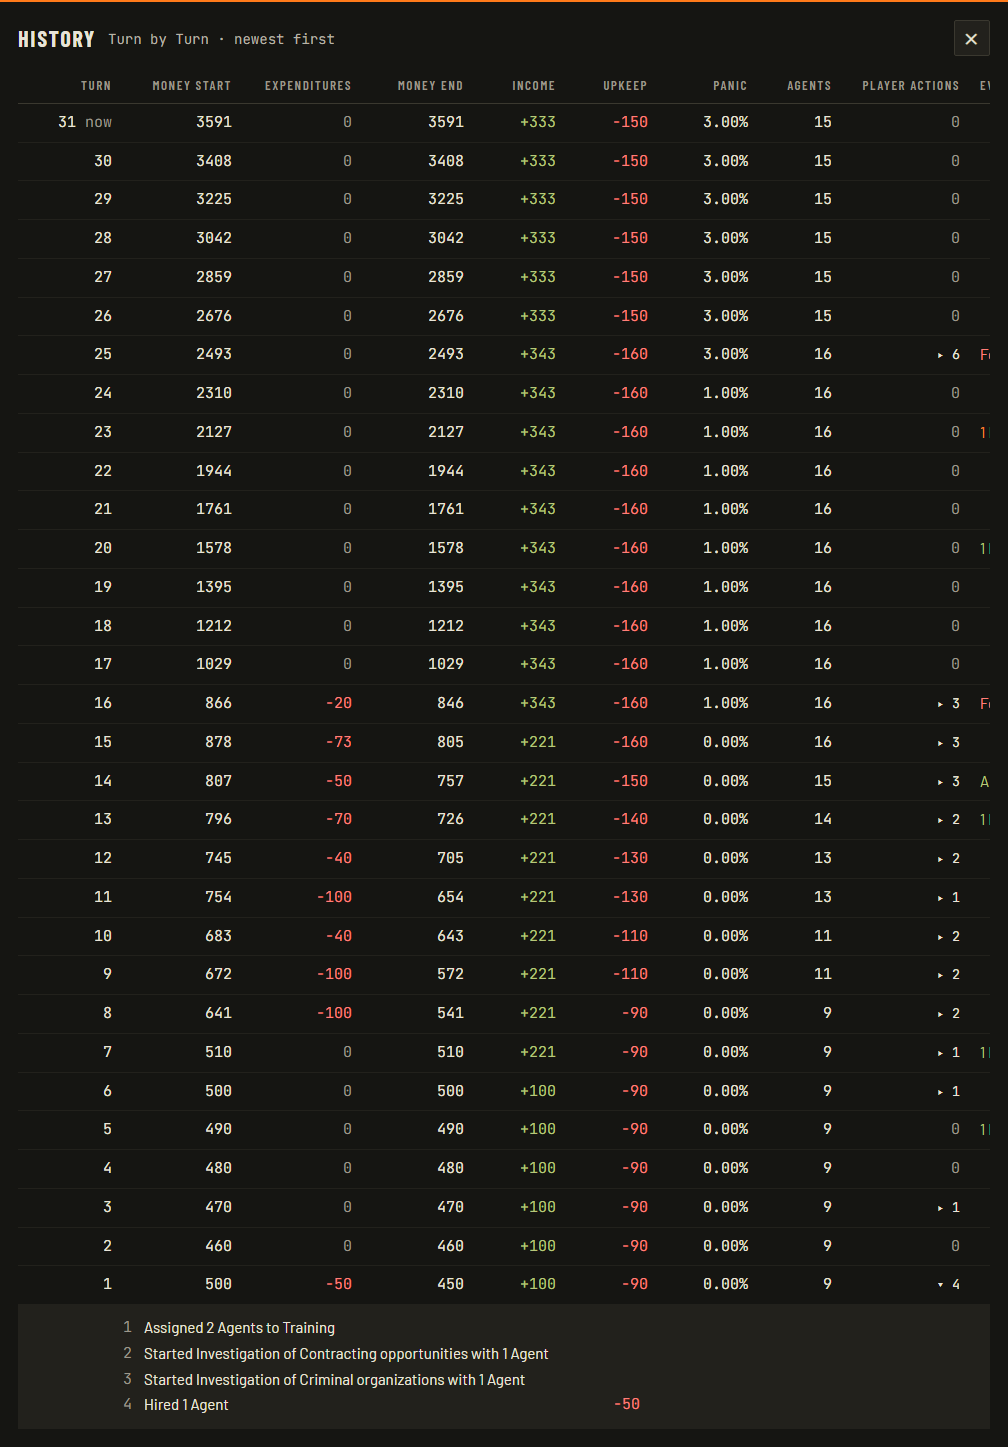 HISTORY Turn by Turn · newest first ✕
TURN MONEY START EXPENDITURES MONEY END INCOME UPKEEP PANIC AGENTS PLAYER ACTIONS
31 now 3591 0 3591 +333 -150 3.00% 15 0
30 3408 0 3408 +333 -150 3.00% 15 0
29 3225 0 3225 +333 -150 3.00% 15 0
28 3042 0 3042 +333 -150 3.00% 15 0
27 2859 0 2859 +333 -150 3.00% 15 0
26 2676 0 2676 +333 -150 3.00% 15 0
25 2493 0 2493 +343 -160 3.00% 16 ▸ 6
24 2310 0 2310 +343 -160 1.00% 16 0
23 2127 0 2127 +343 -160 1.00% 16 0
22 1944 0 1944 +343 -160 1.00% 16 0
21 1761 0 1761 +343 -160 1.00% 16 0
20 1578 0 1578 +343 -160 1.00% 16 0
19 1395 0 1395 +343 -160 1.00% 16 0
18 1212 0 1212 +343 -160 1.00% 16 0
17 1029 0 1029 +343 -160 1.00% 16 0
16 866 -20 846 +343 -160 1.00% 16 ▸ 3
15 878 -73 805 +221 -160 0.00% 16 ▸ 3
14 807 -50 757 +221 -150 0.00% 15 ▸ 3
13 796 -70 726 +221 -140 0.00% 14 ▸ 2
12 745 -40 705 +221 -130 0.00% 13 ▸ 2
11 754 -100 654 +221 -130 0.00% 13 ▸ 1
10 683 -40 643 +221 -110 0.00% 11 ▸ 2
9 672 -100 572 +221 -110 0.00% 11 ▸ 2
8 641 -100 541 +221 -90 0.00% 9 ▸ 2
7 510 0 510 +221 -90 0.00% 9 ▸ 1
6 500 0 500 +100 -90 0.00% 9 ▸ 1
5 490 0 490 +100 -90 0.00% 9 0
4 480 0 480 +100 -90 0.00% 9 0
3 470 0 470 +100 -90 0.00% 9 ▸ 1
2 460 0 460 +100 -90 0.00% 9 0
1 500 -50 450 +100 -90 0.00% 9 ▾ 4
1 Assigned 2 Agents to Training
2 Started Investigation of Contracting opportunities with 1 Agent
3 Started Investigation of Criminal organizations with 1 Agent
4 Hired 1 Agent -50